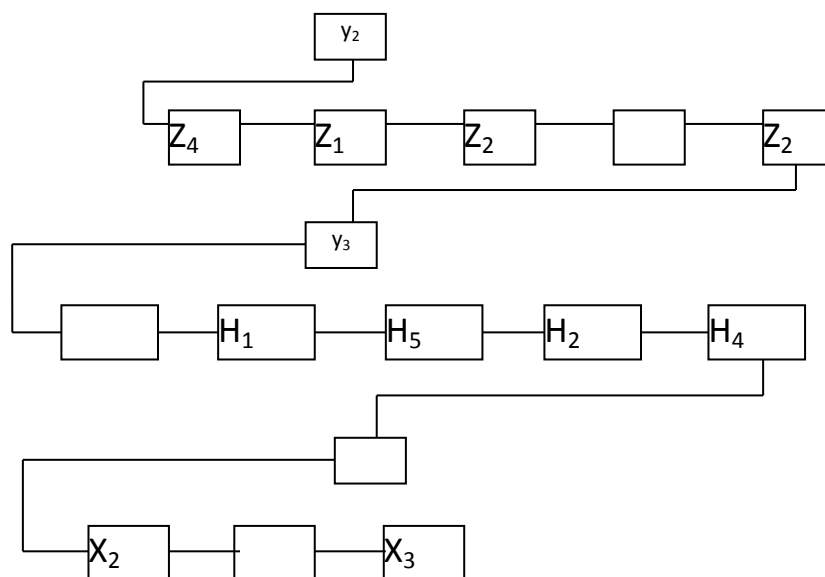 y₂
Z₄ Z₁ Z₂ Z₂
y₃
H₁ H₅ H₂ H₄
X₂ X₃